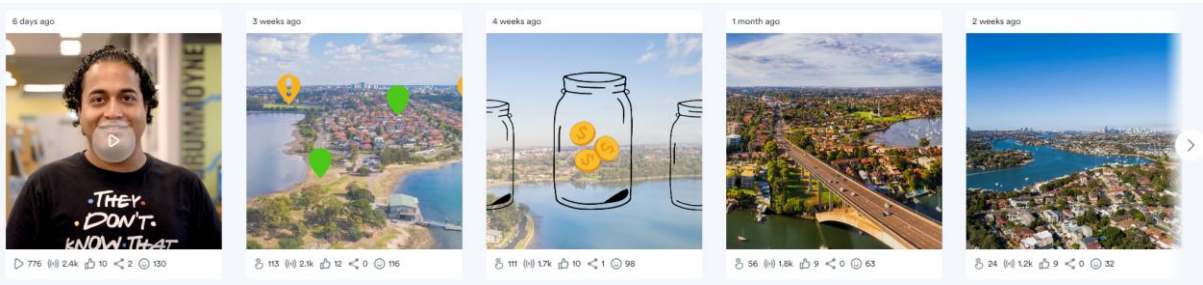 6 days ago
3 weeks ago
4 weeks ago
1 month ago
2 weeks ago
RUMMOYNE
THEY
DON'T
KNOW THAT
776 2.4k 10 2 130
113 2.1k 12 0 116
111 1.7k 10 1 98
56 1.8k 9 0 63
24 1.2k 9 0 32